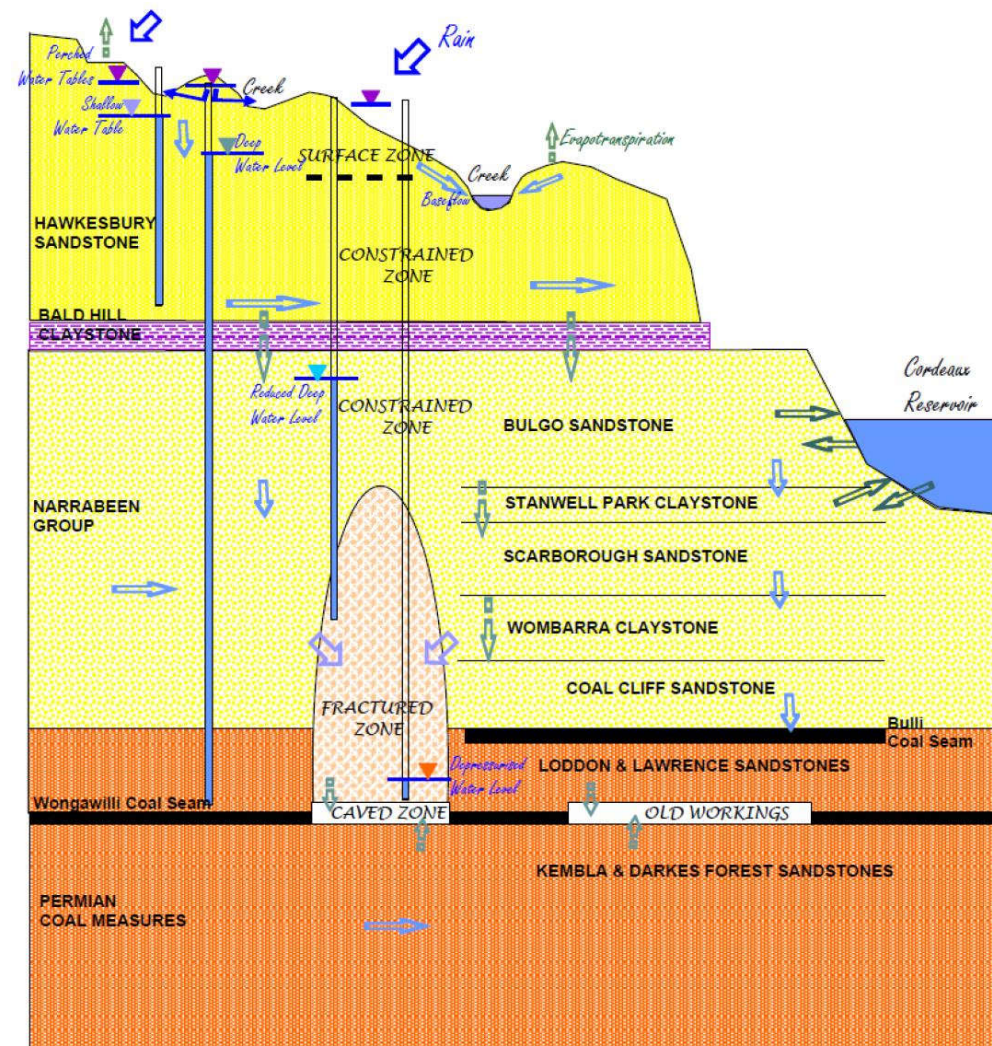 Rain
Perched
Water Tables
Creek
Shallow
Water Table
Deep
Water Level
SURFACE ZONE
Evapotranspiration
Creek
Baseflow
HAWKESBURY
SANDSTONE
CONSTRAINED
ZONE
BALD HILL
CLAYSTONE
Reduced Deep
Water Level
CONSTRAINED
ZONE
Cordeaux
Reservoir
BULGO SANDSTONE
STANWELL PARK CLAYSTONE
NARRABEEN
GROUP
SCARBOROUGH SANDSTONE
WOMBARRA CLAYSTONE
COAL CLIFF SANDSTONE
FRACTURED
ZONE
Bulli
Coal Seam
Depressurised
Water Level
LODDON & LAWRENCE SANDSTONES
Wongawilli Coal Seam
CAVED ZONE
OLD WORKINGS
KEMBLA & DARKES FOREST SANDSTONES
PERMIAN
COAL MEASURES